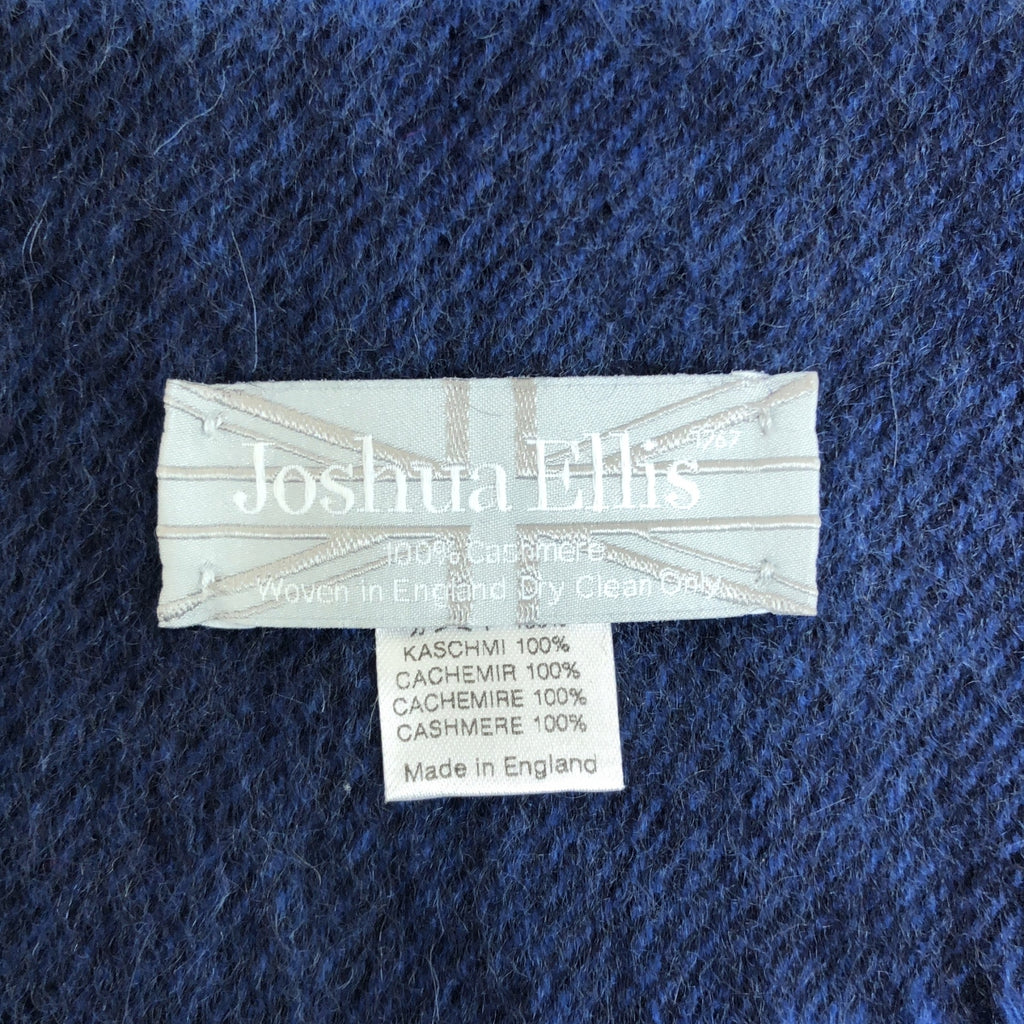 Joshua Ellis 1767
100% Cashmere
Woven in England Dry Clean Only
KASCHMI 100%
CACHEMIR 100%
CACHEMIRE 100%
CASHMERE 100%
Made in England